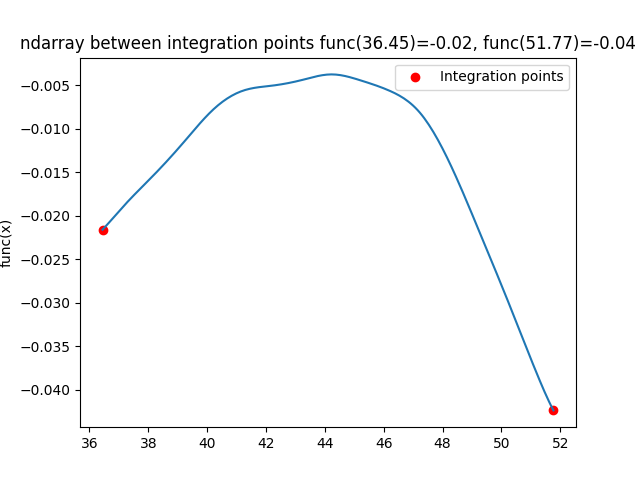 ndarray between integration points func(36.45)=-0.02, func(51.77)=-0.04
Integration points
func(x)
−0.005
−0.010
−0.015
−0.020
−0.025
−0.030
−0.035
−0.040
36 38 40 42 44 46 48 50 52